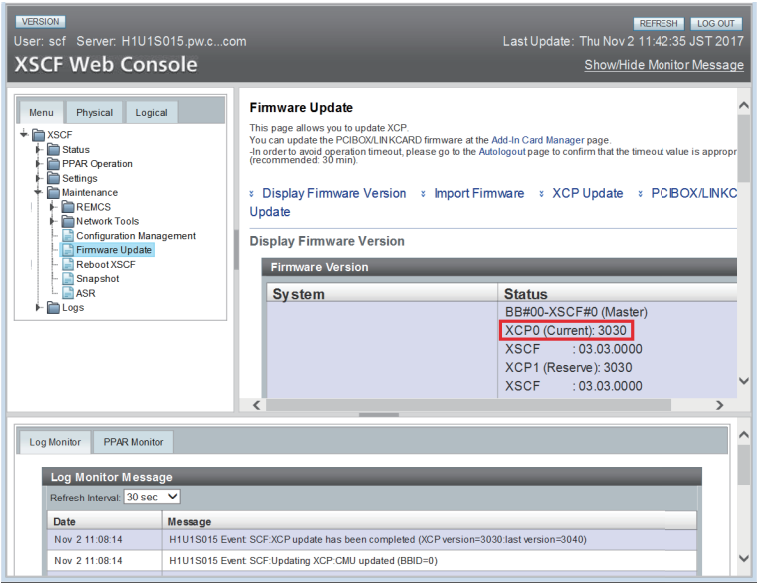 VERSION
REFRESH LOG OUT
User: scf Server: H1U1S015.pw.c...com
Last Update: Thu Nov 2 11:42:35 JST 2017
XSCF Web Console
Show/Hide Monitor Message
Menu Physical Logical
XSCF
Status
PPAR Operation
Settings
Maintenance
REMCS
Network Tools
Configuration Management
Firmware Update
Reboot XSCF
Snapshot
ASR
Logs
Firmware Update
This page allows you to update XCP.
You can update the PCIBOX/LINKCARD firmware at the Add-In Card Manager page.
-In order to avoid operation timeout, please go to the Autologout page to confirm that the timeout value is appropr
(recommended: 30 min).
Display Firmware Version Import Firmware XCP Update PCIBOX/LINKC
Update
Display Firmware Version
Firmware Version
System Status
BB#00-XSCF#0 (Master)
XCP0 (Current): 3030
XSCF : 03.03.0000
XCP1 (Reserve): 3030
XSCF : 03.03.0000
Log Monitor PPAR Monitor
Log Monitor Message
Refresh Interval: 30 sec
Date Message
Nov 2 11:08:14 H1U1S015 Event: SCF:XCP update has been completed (XCP version=3030:last version=3040)
Nov 2 11:08:14 H1U1S015 Event: SCF:Updating XCP:CMU updated (BBID=0)